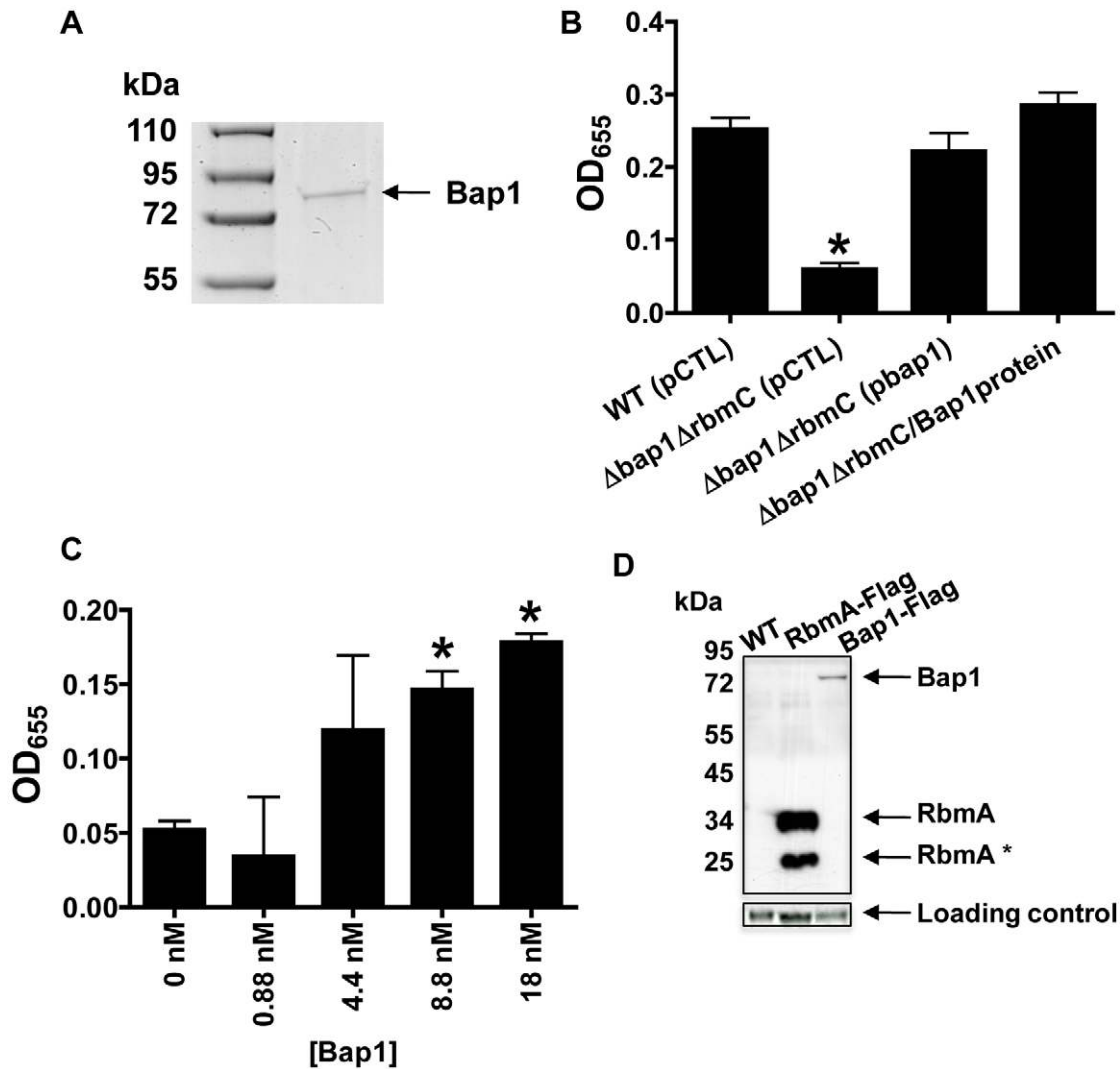 A
kDa
110
95
72
55
Bap1
B
OD655
0.4
0.3
0.2
0.1
0.0
*
WT (pCTL)
Δbap1ΔrbmC (pCTL)
Δbap1ΔrbmC (pbap1)
Δbap1ΔrbmC/Bap1protein
C
OD655
0.20
0.15
0.10
0.05
0.00
*
*
0 nM
0.88 nM
4.4 nM
8.8 nM
18 nM
[Bap1]
D
kDa
WT
RbmA-Flag
Bap1-Flag
95
72
55
45
34
25
Bap1
RbmA
RbmA *
Loading control